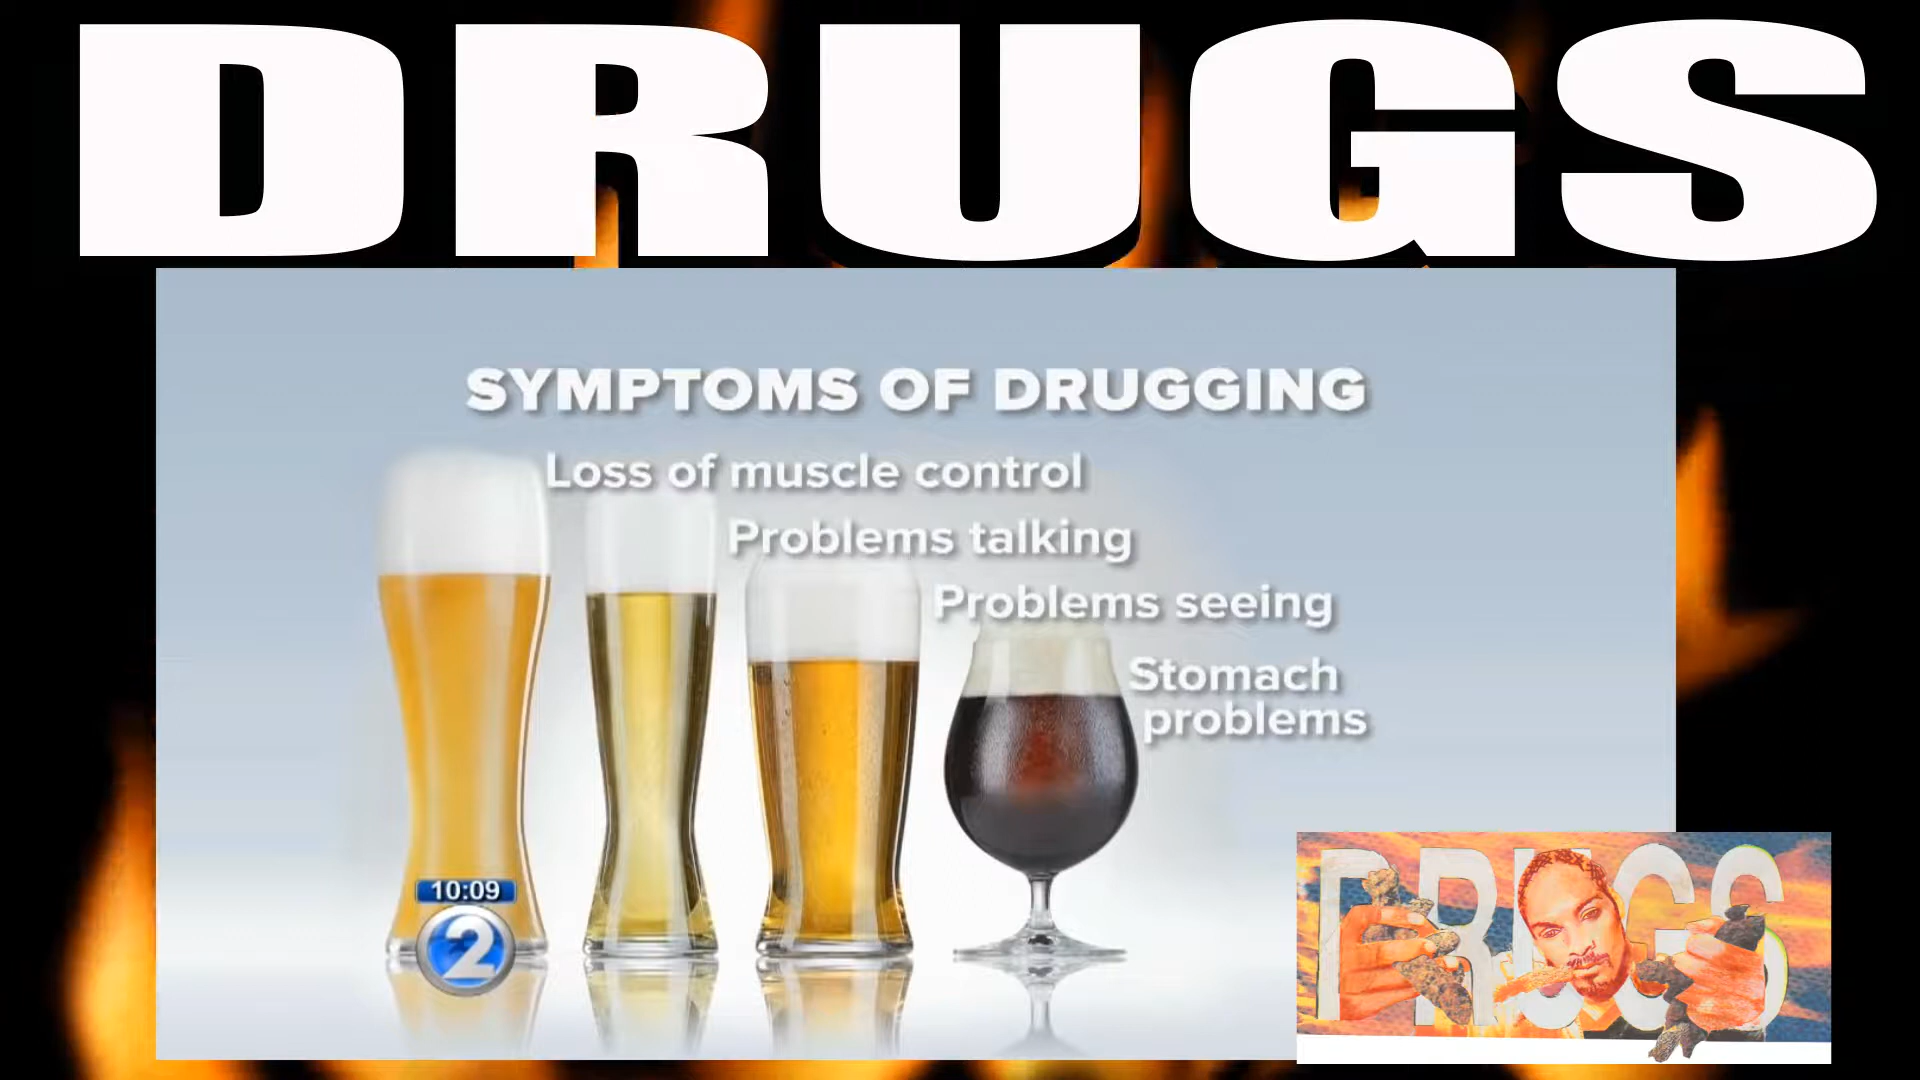 DRUGS
SYMPTOMS OF DRUGGING
Loss of muscle control
Problems talking
Problems seeing
Stomach
problems
10:09
2
DRUGS